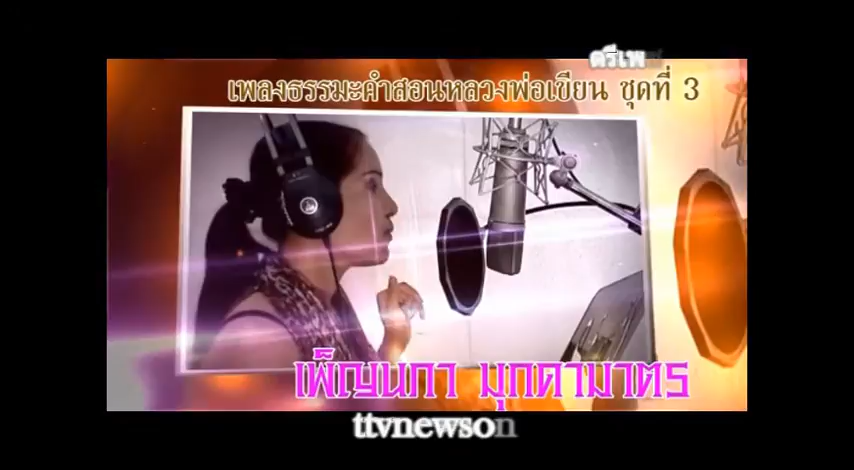 ตรีเพ
เพลงธรรมะคำสอนหลวงพ่อเขียน ชุดที่ 3
เพ็ญนภา มุกดามาตร
ttvnewson